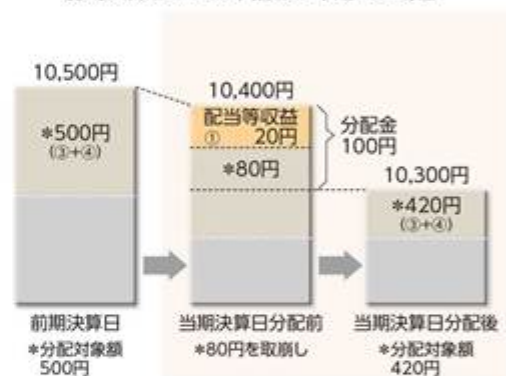 10,500円
*500円
(③+④)
前期決算日
*分配対象額
500円
10,400円
配当等収益
① 20円
*80円
分配金
100円
当期決算日分配前
*80円を取崩し
10,300円
*420円
(③+④)
当期決算日分配後
*分配対象額
420円